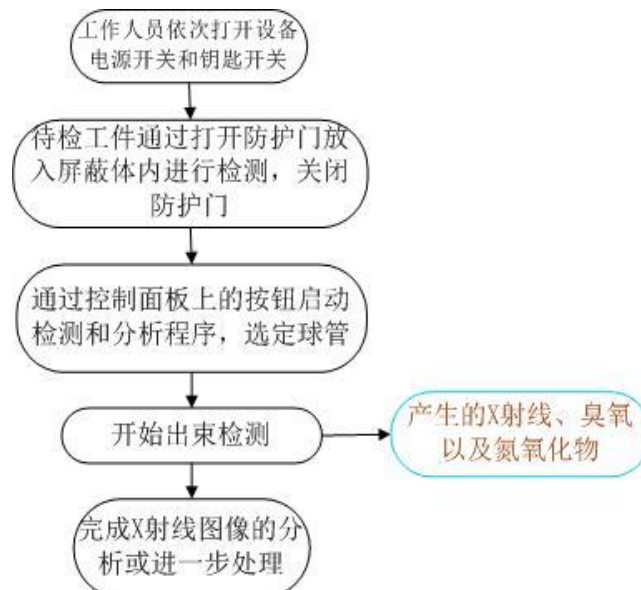 工作人员依次打开设备
电源开关和钥匙开关
待检工件通过打开防护门放
入屏蔽体内进行检测，关闭
防护门
通过控制面板上的按钮启动
检测和分析程序，选定球管
开始出束检测
产生的X射线、臭氧
以及氮氧化物
完成X射线图像的分
析或进一步处理